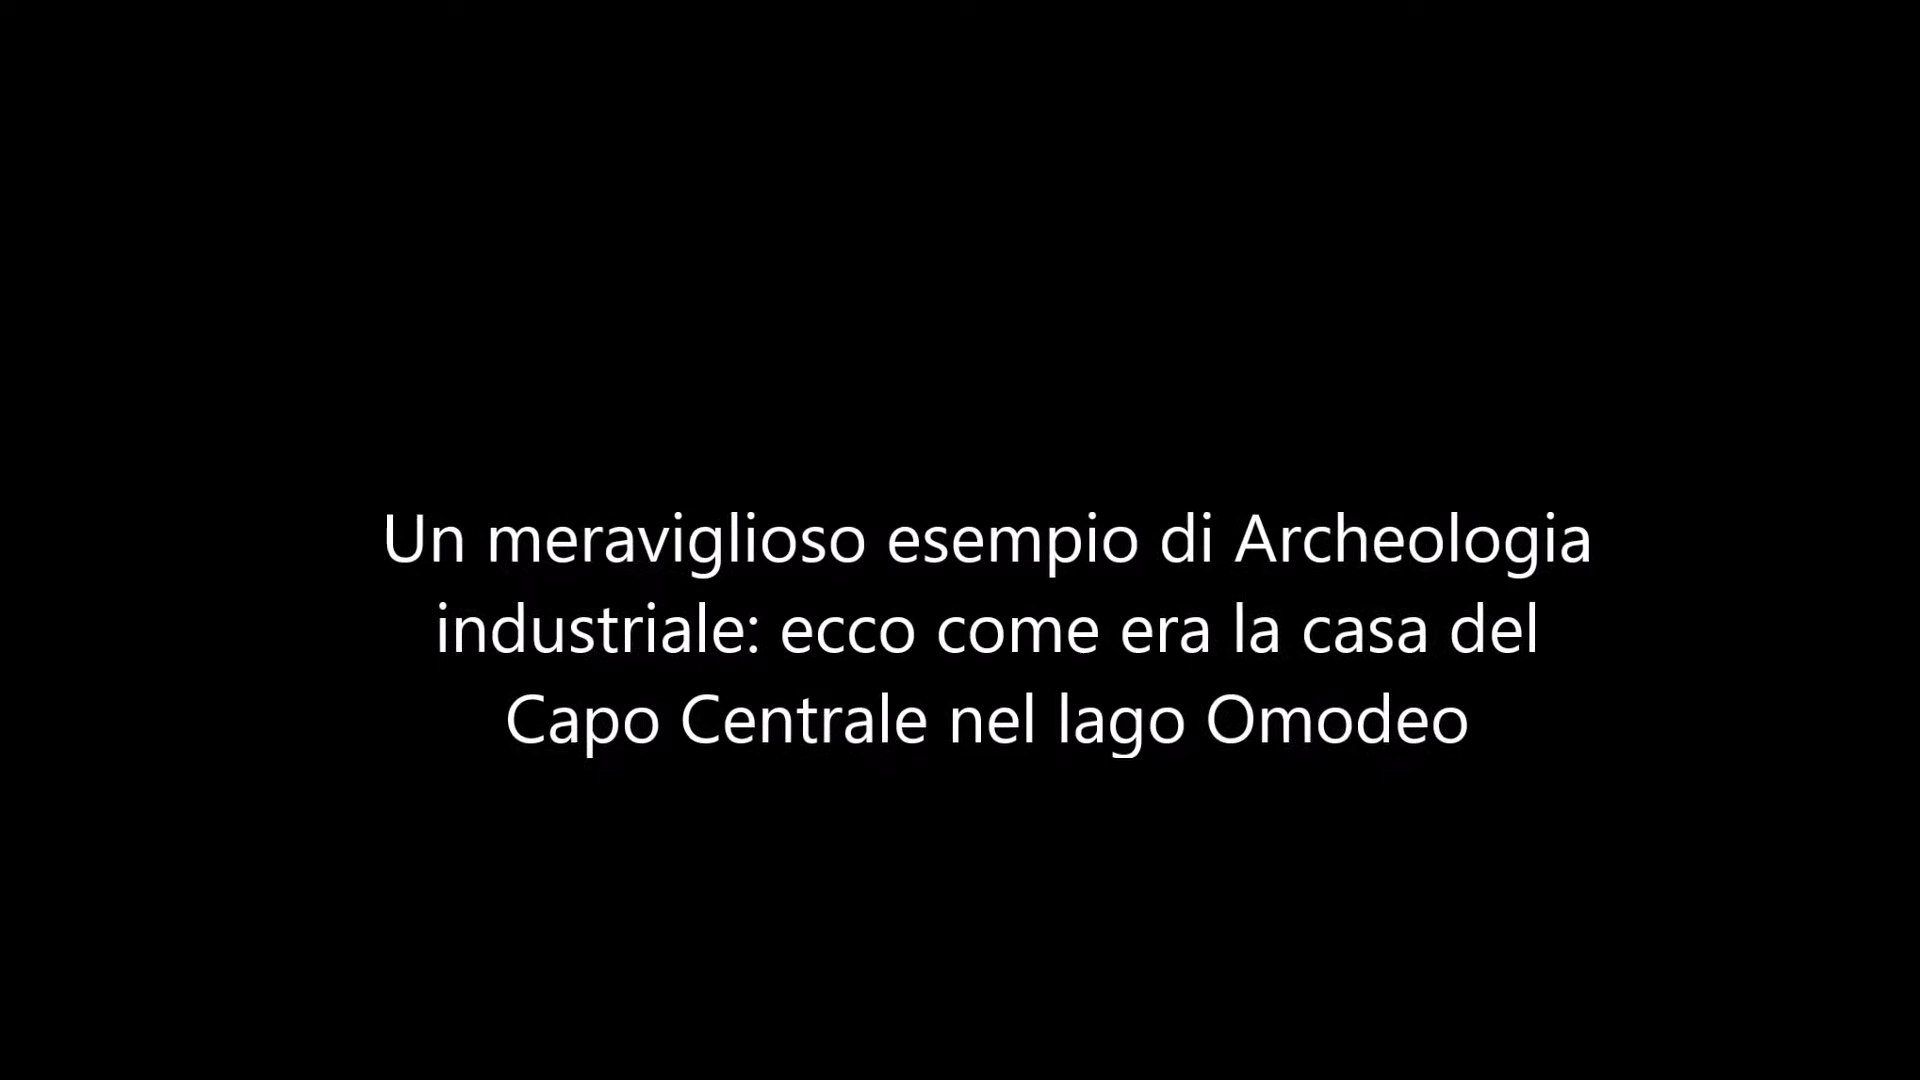 Un meraviglioso esempio di Archeologia
industriale: ecco come era la casa del
Capo Centrale nel lago Omodeo